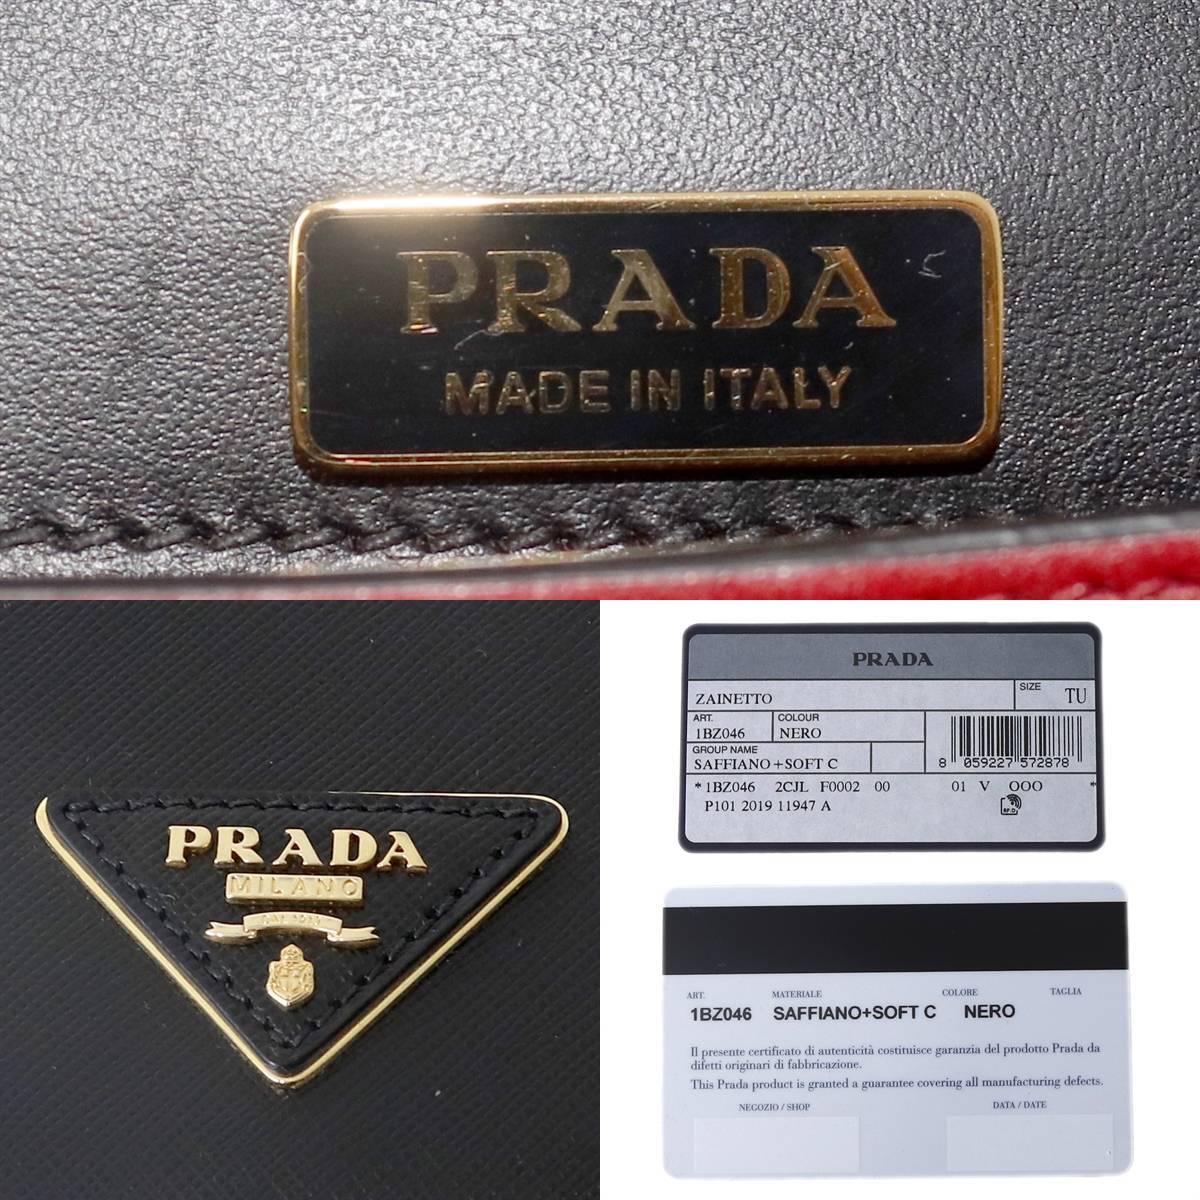 PRADA
MADE IN ITALY
PRADA
MILANO
DAL 1913
PRADA
ZAINETTO
SIZE TU
ART. COLOUR
1BZ046 NERO
GROUP NAME
SAFFIANO+SOFT C
8 059227 572878
*1BZ046 2CJL F0002 00 01 V OOO *
P101 2019 11947 A
ART. MATERIALE COLORE TAGLIA
1BZ046 SAFFIANO+SOFT C NERO
Il presente certificato di autenticità costituisce garanzia del prodotto Prada da
difetti originari di fabbricazione.
This Prada product is granted a guarantee covering all manufacturing defects.
NEGOZIO / SHOP DATA / DATE